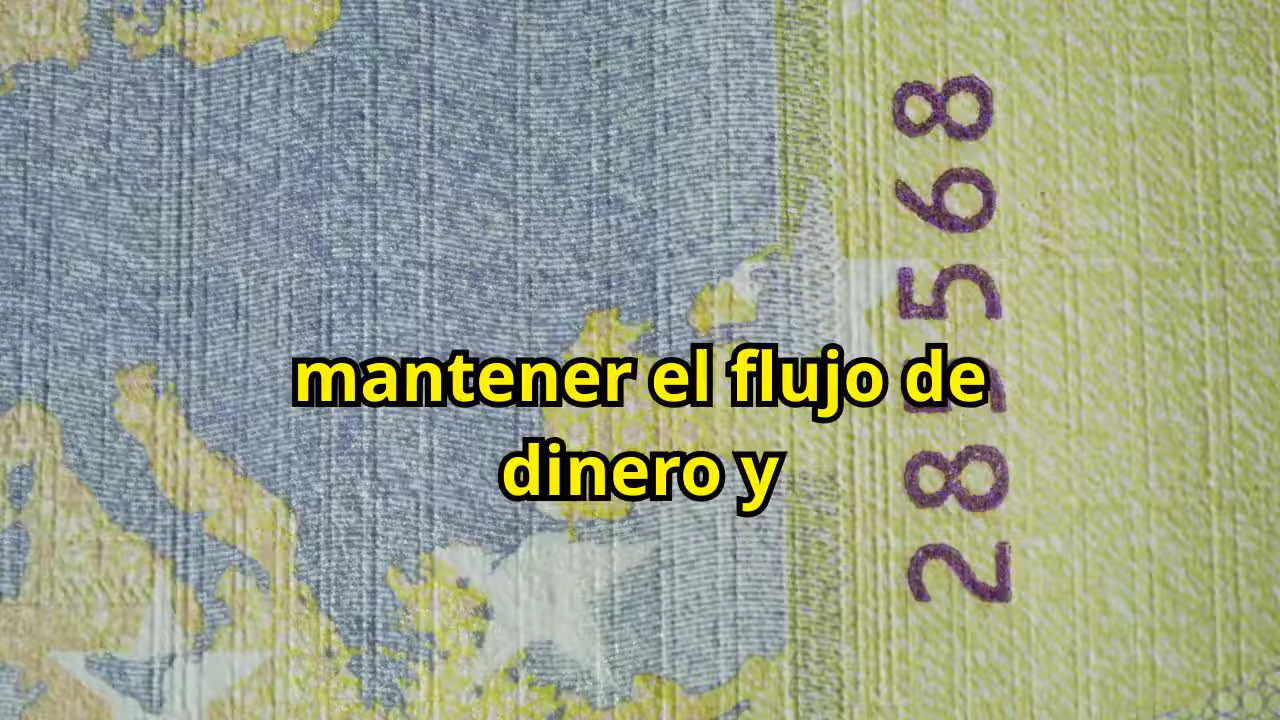 mantener el flujo de
dinero y